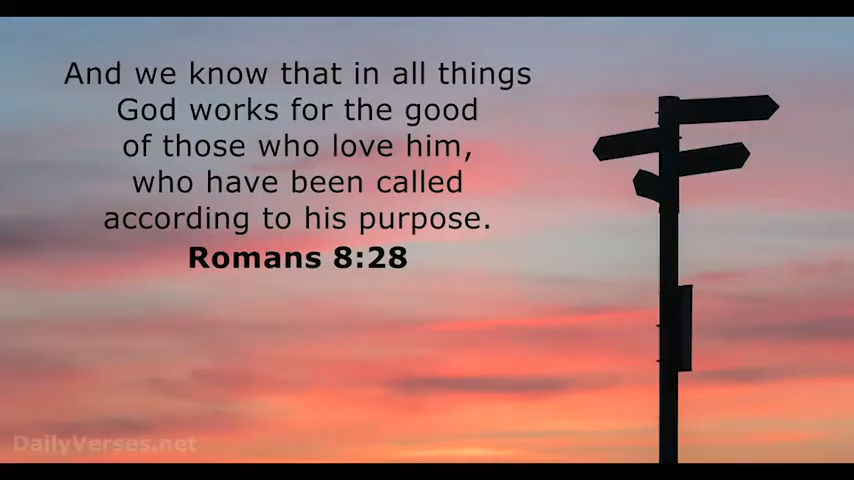 And we know that in all things
God works for the good
of those who love him,
who have been called
according to his purpose.
Romans 8:28
DailyVerses.net